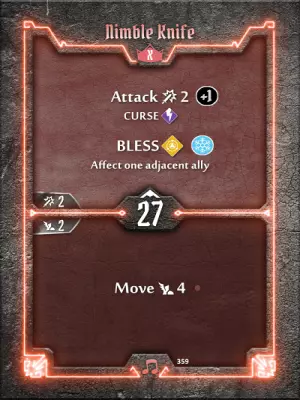 Nimble Knife
X
Attack 2 +1
CURSE
BLESS
Affect one adjacent ally
2
27
2
Move 4
359